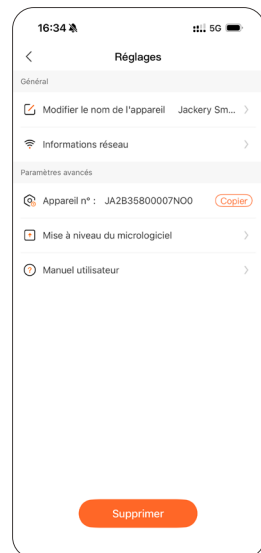 16:34
5G
Réglages
Général
Modifier le nom de l'appareil Jackery Sm...
Informations réseau
Paramètres avancés
Appareil n° : JA2B35800007NO0 Copier
Mise à niveau du micrologiciel
Manuel utilisateur
Supprimer